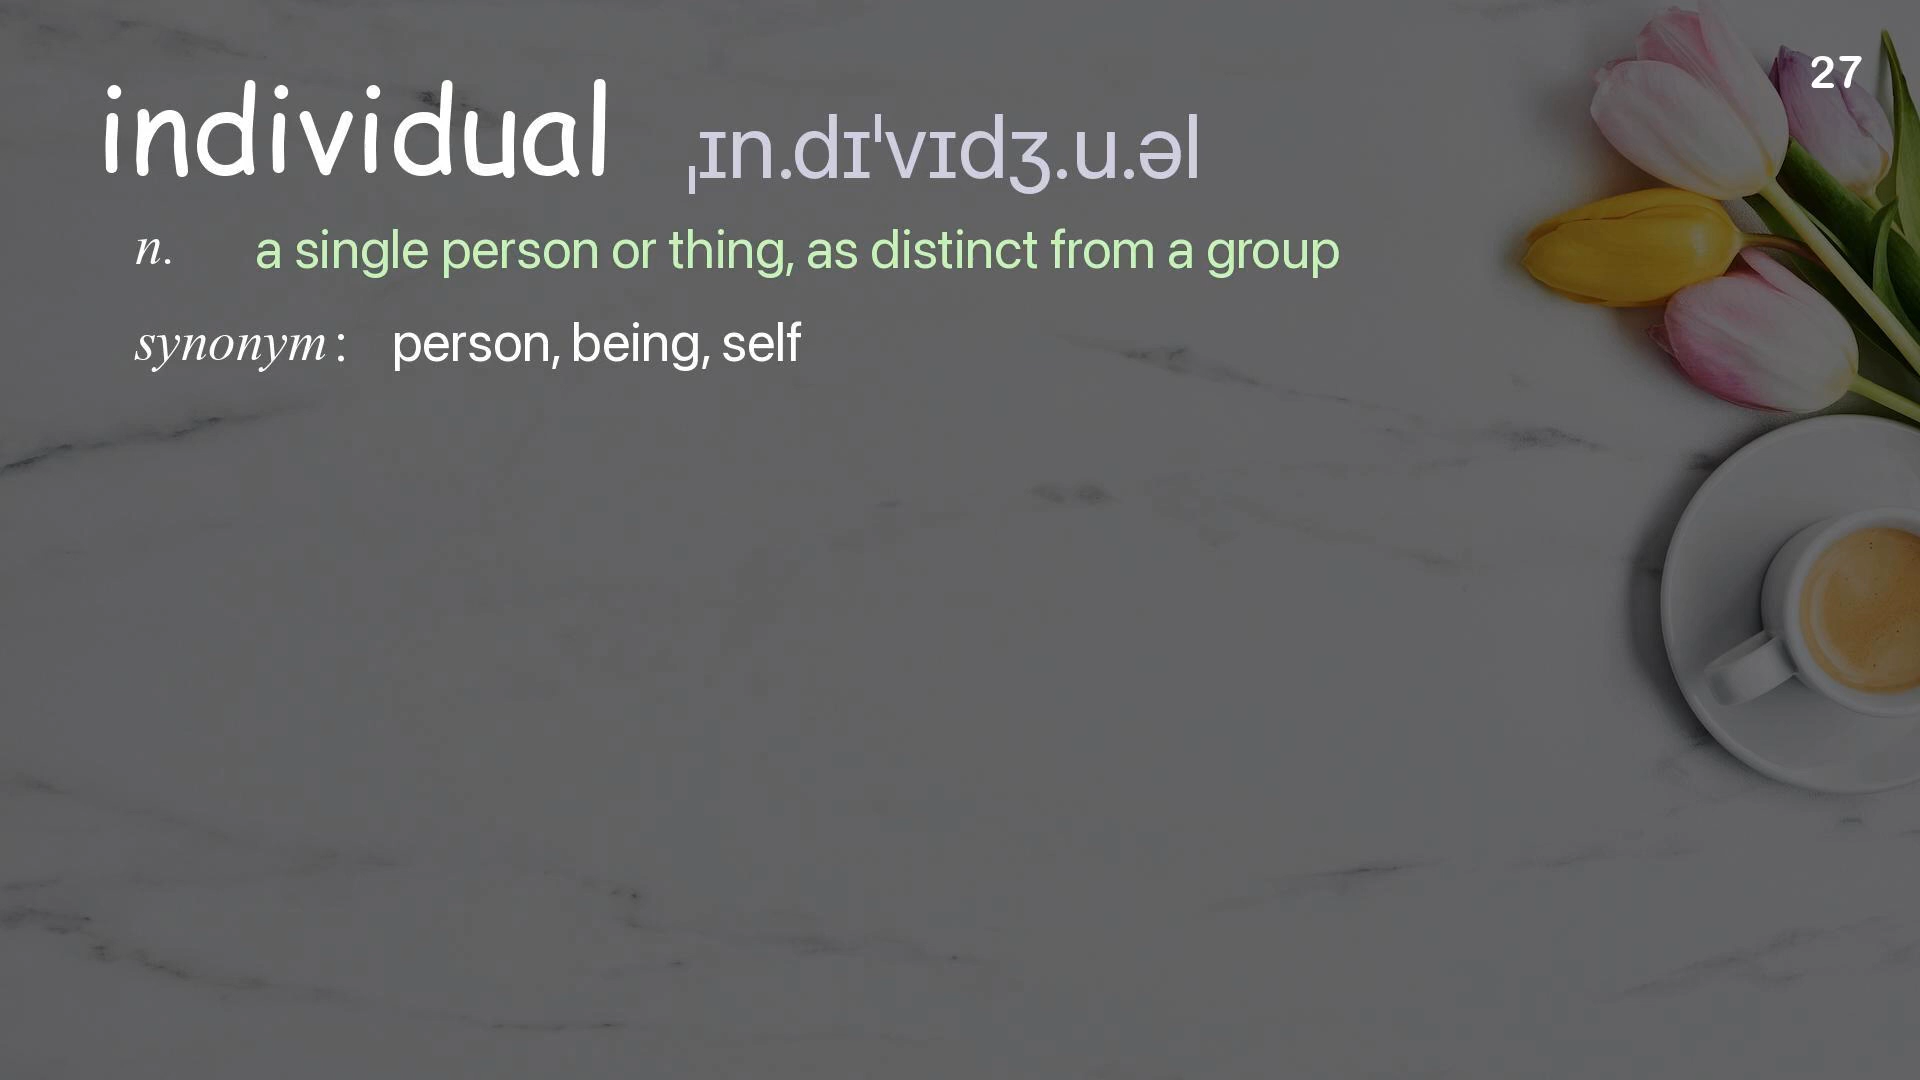 27
individual ˌɪn.dɪˈvɪdʒ.u.əl
n. a single person or thing, as distinct from a group
synonym: person, being, self